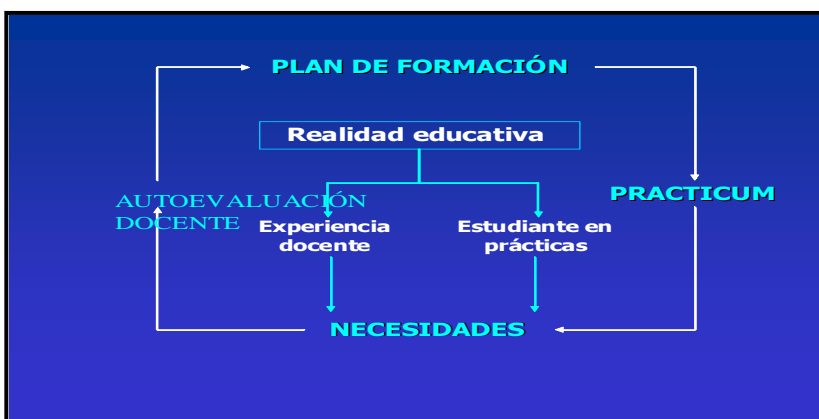 PLAN DE FORMACIÓN
Realidad educativa
PRACTICUM
AUTOEVALUACIÓN
DOCENTE
Experiencia
docente
Estudiante en
prácticas
NECESIDADES